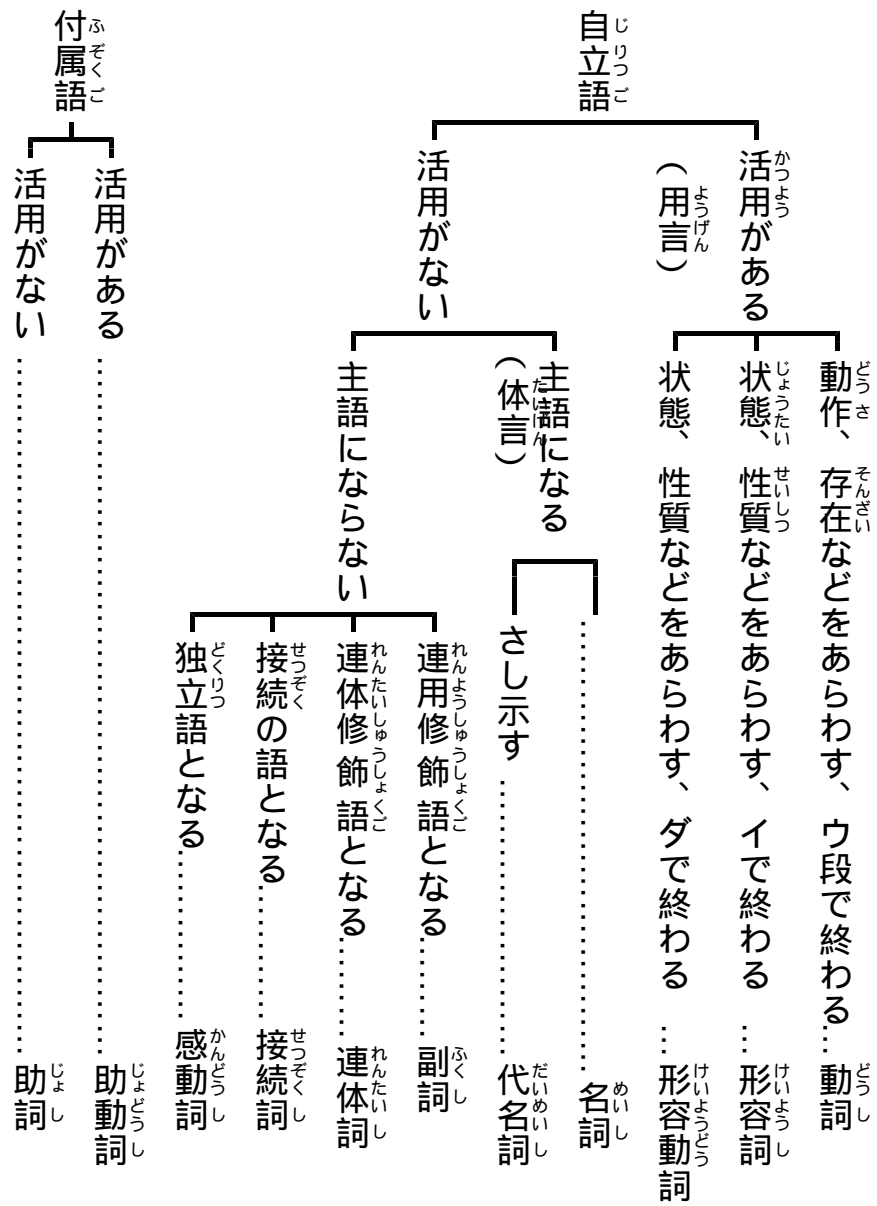 自立語
活用がある
(用言)
動作、存在などをあらわす、ウ段で終わる…動詞
状態、性質などをあらわす、イで終わる…形容詞
状態、性質などをあらわす、ダで終わる…形容動詞
活用がない
主語になる
(体言)
……名詞
さし示す……代名詞
主語にならない
連用修飾語となる……副詞
連体修飾語となる……連体詞
接続の語となる……接続詞
独立語となる……感動詞
付属語
活用がある……助動詞
活用がない……助詞